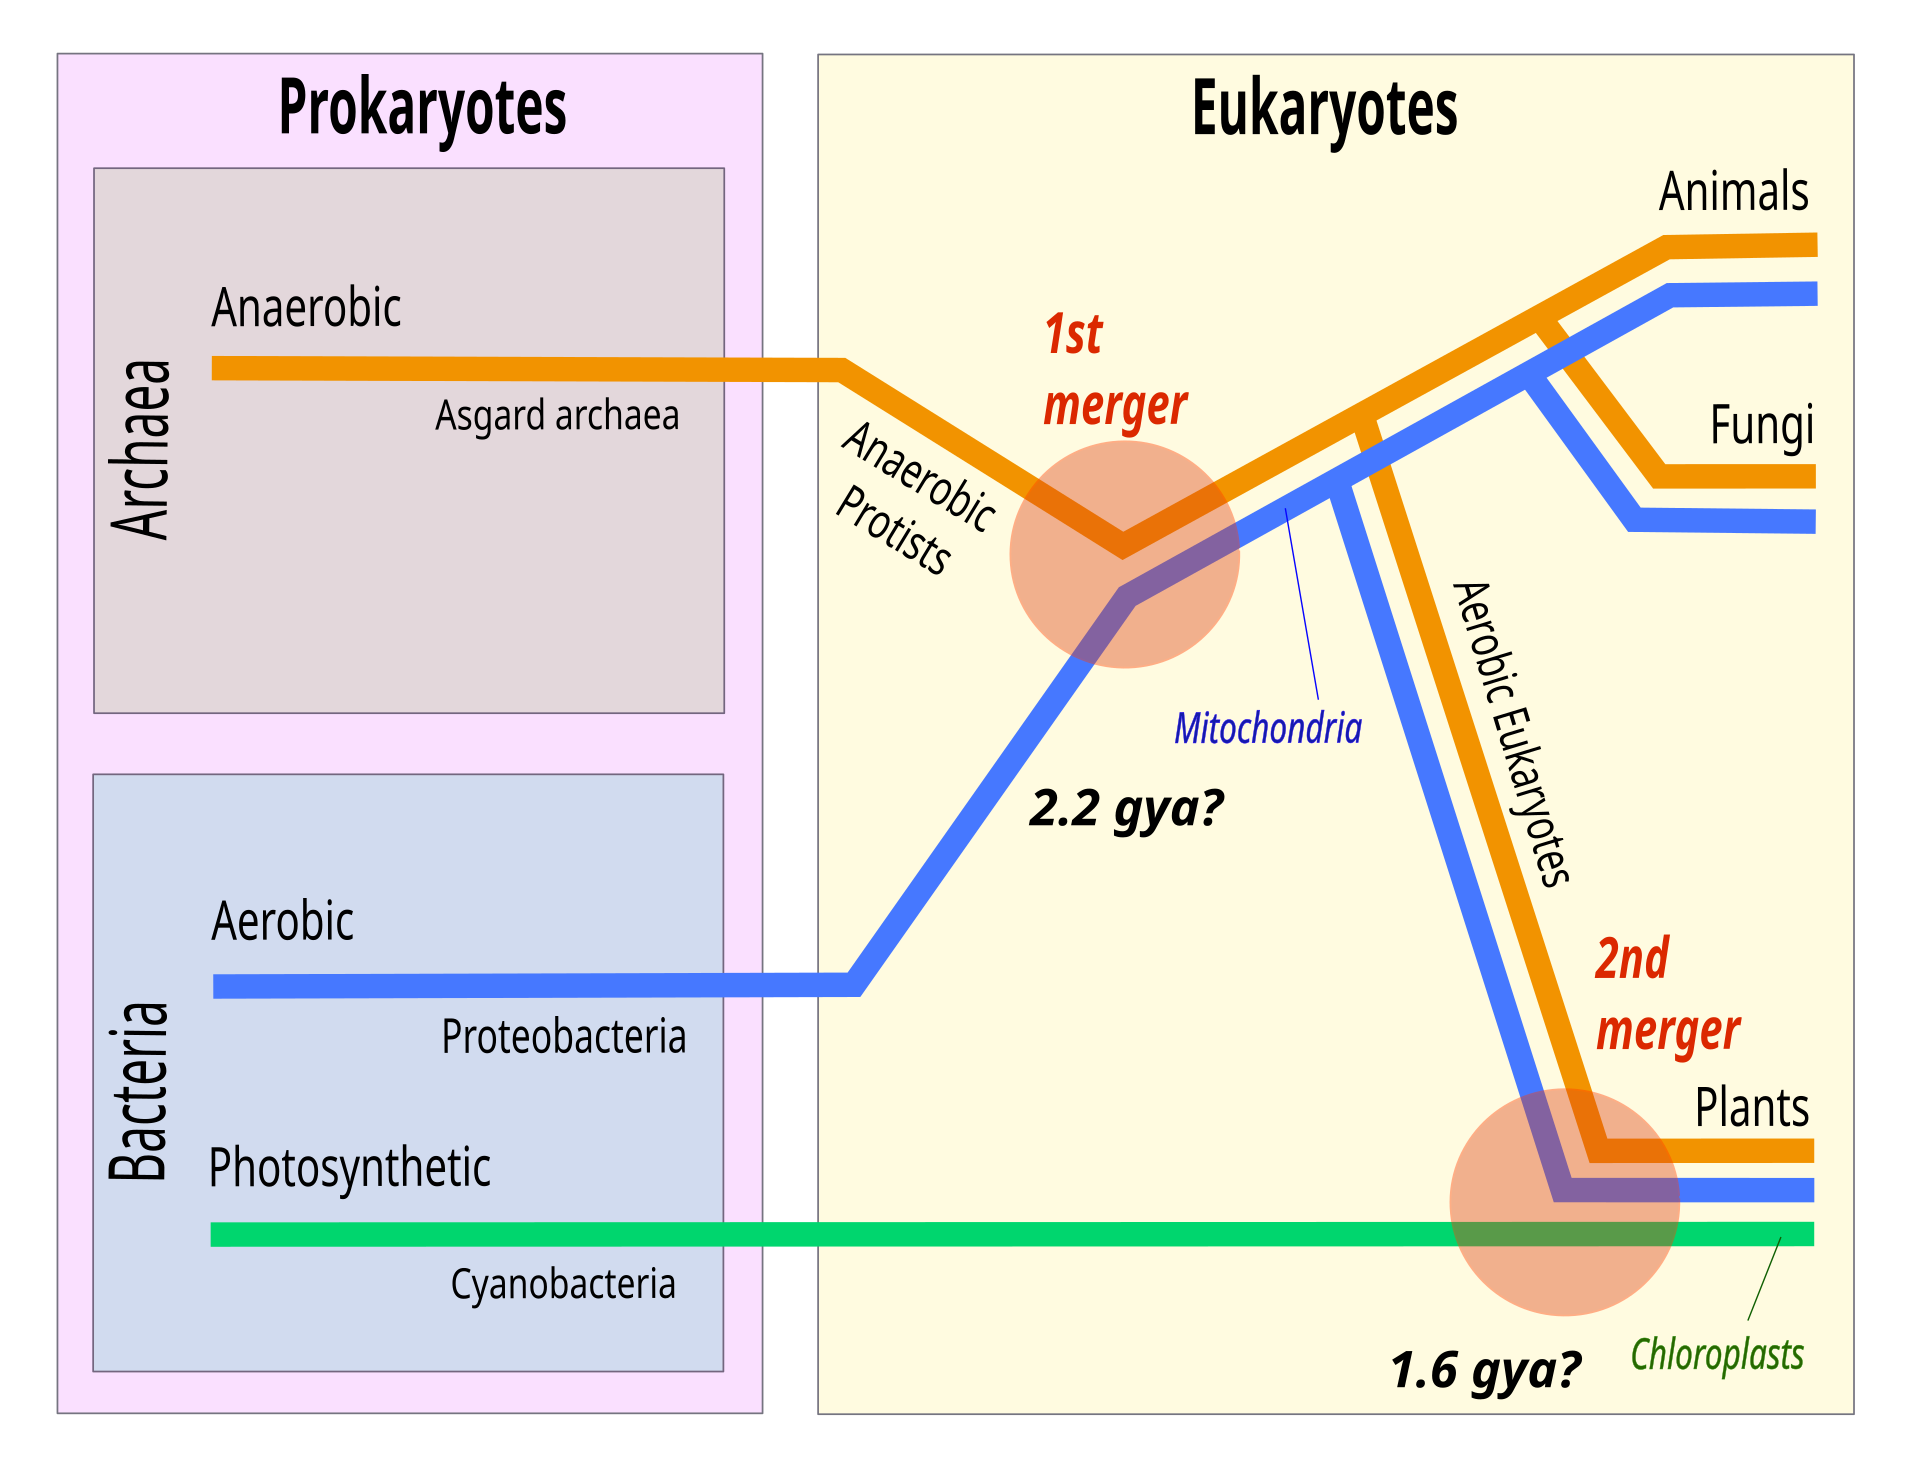 Prokaryotes
Archaea
Anaerobic
Asgard archaea
Bacteria
Aerobic
Proteobacteria
Photosynthetic
Cyanobacteria
Eukaryotes
Animals
1st
merger
Fungi
Anaerobic
Protists
Mitochondria
Aerobic Eukaryotes
2.2 gya?
2nd
merger
Plants
1.6 gya?
Chloroplasts